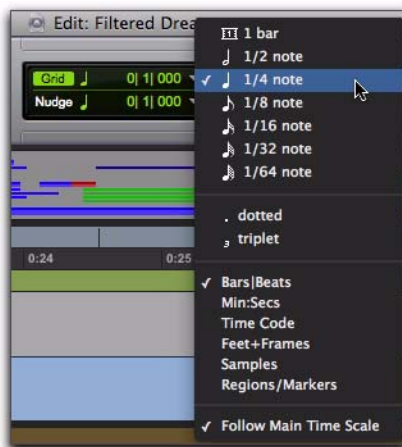 Edit: Filtered Drea
Grid 0| 1| 000
Nudge 0| 1| 000
0:24 0:25
1 bar
1/2 note
✓ 1/4 note
1/8 note
1/16 note
1/32 note
1/64 note
. dotted
3 triplet
✓ Bars|Beats
Min:Secs
Time Code
Feet+Frames
Samples
Regions/Markers
✓ Follow Main Time Scale